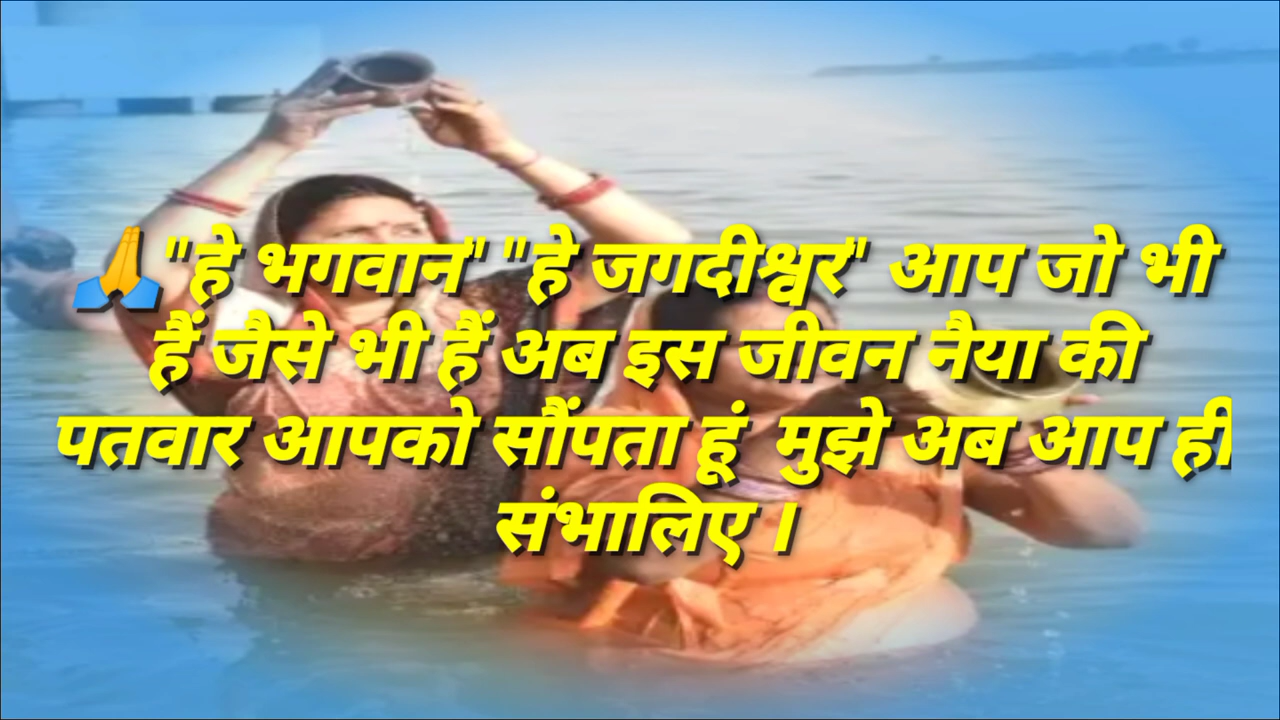 🙏"हे भगवान" "हे जगदीश्वर" आप जो भी
हैं जैसे भी हैं अब इस जीवन नैया की
पतवार आपको सौंपता हूं मुझे अब आप ही
संभालिए ।